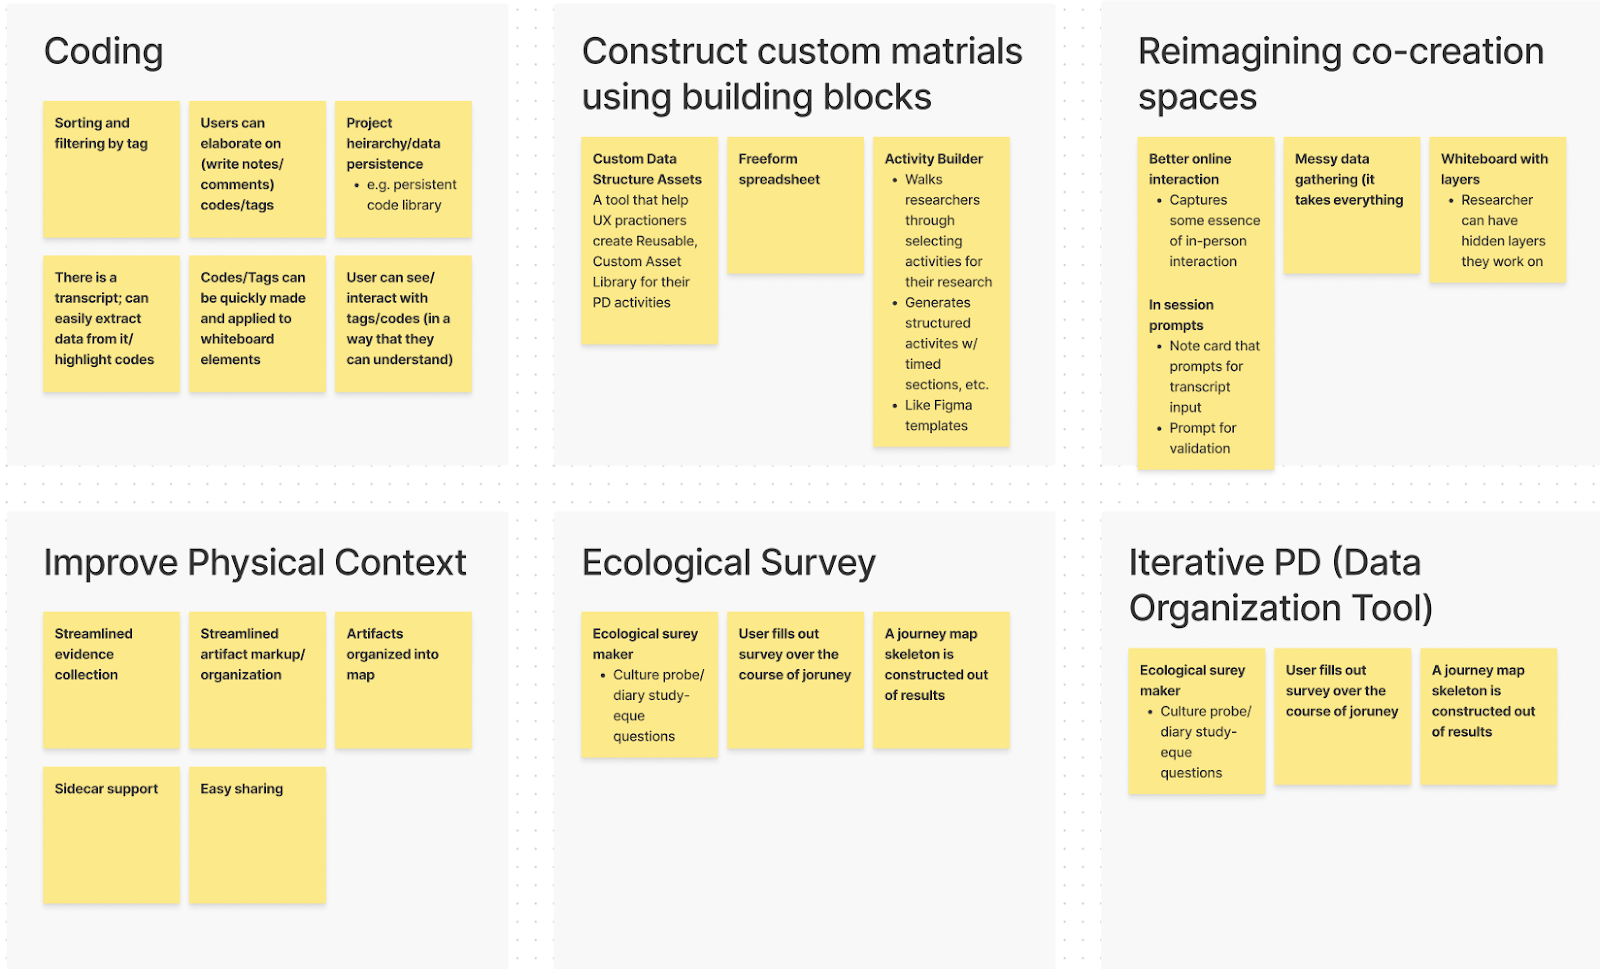 Coding
Sorting and
filtering by tag
Users can
elaborate on
(write notes/
comments)
codes/tags
Project
heirarchy/data
persistence
• e.g. persistent
code library
There is a
transcript; can
easily extract
data from it/
highlight codes
Codes/Tags can
be quickly made
and applied to
whiteboard
elements
User can see/
interact with
tags/codes (in a
way that they
can understand)
Construct custom matrials
using building blocks
Custom Data
Structure Assets
A tool that help
UX practioners
create Reusable,
Custom Asset
Library for their
PD activities
Freeform
spreadsheet
Activity Builder
• Walks
researchers
through
selecting
activities for
their research
• Generates
structured
activites w/
timed
sections, etc.
• Like Figma
templates
Reimagining co-creation
spaces
Better online
interaction
• Captures
some essence
of in-person
interaction
In session
prompts
• Note card that
prompts for
transcript
input
• Prompt for
validation
Messy data
gathering (it
takes everything
Whiteboard with
layers
• Researcher
can have
hidden layers
they work on
Improve Physical Context
Streamlined
evidence
collection
Streamlined
artifact markup/
organization
Artifacts
organized into
map
Sidecar support
Easy sharing
Ecological Survey
Ecological surey
maker
• Culture probe/
diary study-
eque
questions
User fills out
survey over the
course of joruney
A journey map
skeleton is
constructed out
of results
Iterative PD (Data
Organization Tool)
Ecological surey
maker
• Culture probe/
diary study-
eque
questions
User fills out
survey over the
course of joruney
A journey map
skeleton is
constructed out
of results